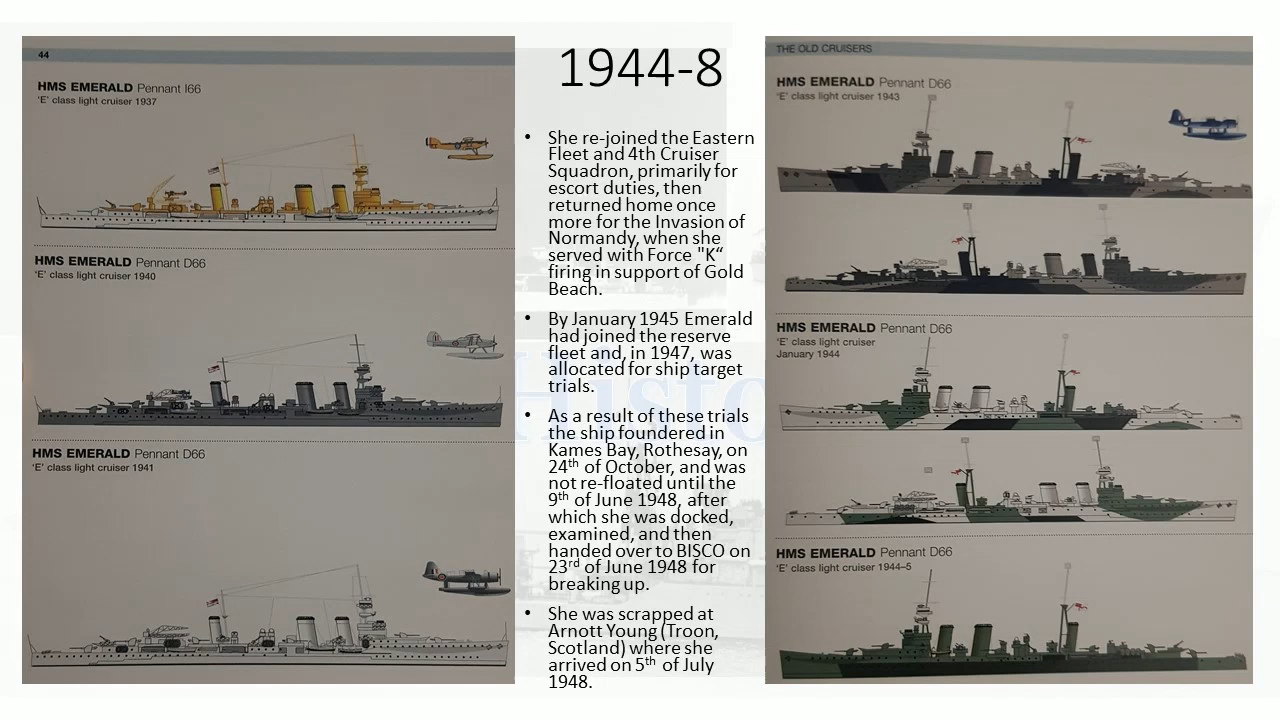 44
HMS EMERALD Pennant I66
'E' class light cruiser 1937
HMS EMERALD Pennant D66
'E' class light cruiser 1940
HMS EMERALD Pennant D66
'E' class light cruiser 1941
1944-8
• She re-joined the Eastern
Fleet and 4th Cruiser
Squadron, primarily for
escort duties, then
returned home once
more for the Invasion of
Normandy, when she
served with Force "K“
firing in support of Gold
Beach.
• By January 1945 Emerald
had joined the reserve
fleet and, in 1947, was
allocated for ship target
trials.
• As a result of these trials
the ship foundered in
Kames Bay, Rothesay, on
24th of October, and was
not re-floated until the
9th of June 1948, after
which she was docked,
examined, and then
handed over to BISCO on
23rd of June 1948 for
breaking up.
• She was scrapped at
Arnott Young (Troon,
Scotland) where she
arrived on 5th of July
1948.
Histo
THE OLD CRUISERS
HMS EMERALD Pennant D66
'E' class light cruiser 1943
HMS EMERALD Pennant D66
'E' class light cruiser
January 1944
HMS EMERALD Pennant D66
'E' class light cruiser 1944–5